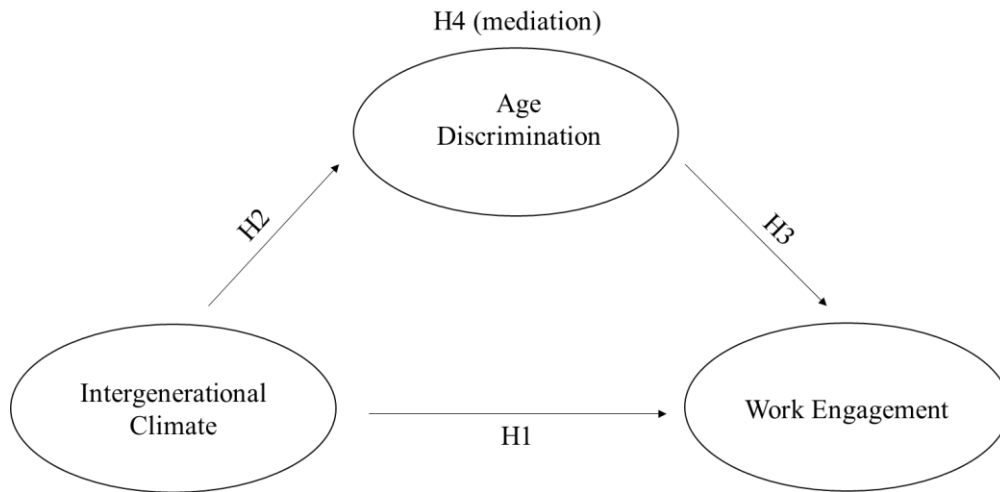 H4 (mediation)
Age
Discrimination
H2
H3
Intergenerational
Climate
H1
Work Engagement